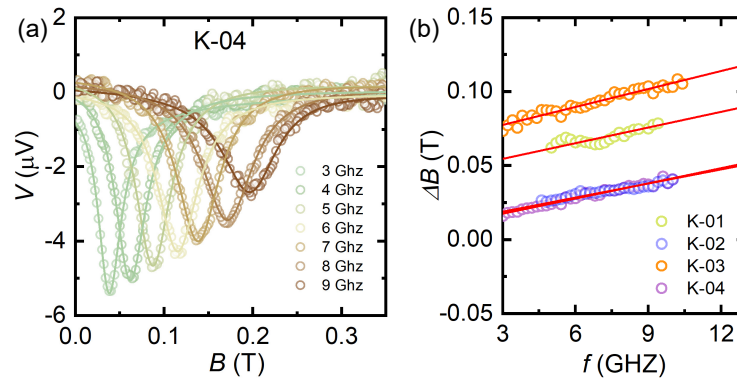 (a)
K-04
2
0
-2
-4
-6
V (μV)
0.0
0.1
0.2
0.3
B (T)
3 Ghz
4 Ghz
5 Ghz
6 Ghz
7 Ghz
8 Ghz
9 Ghz
(b)
0.15
0.10
0.05
0.00
-0.05
ΔB (T)
3
6
9
12
f (GHZ)
K-01
K-02
K-03
K-04